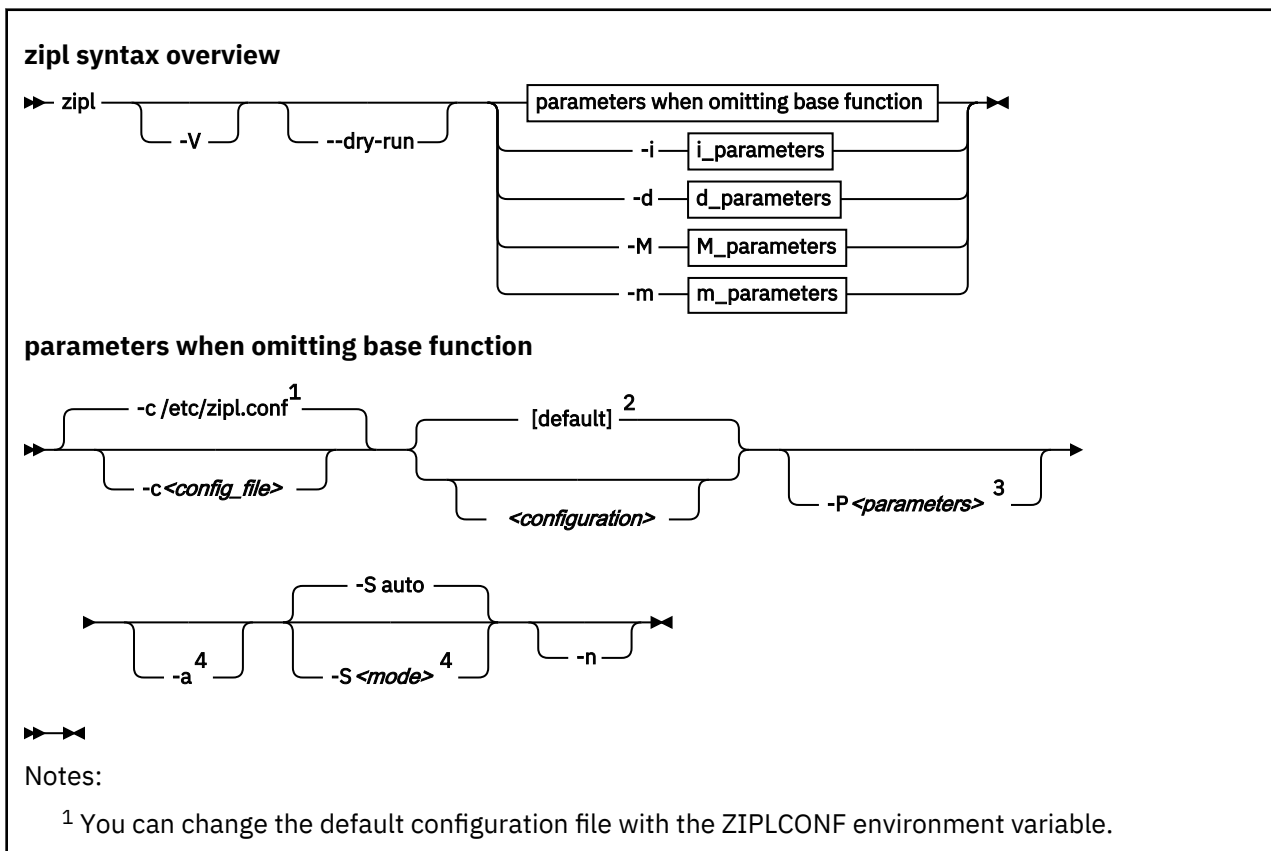 zipl syntax overview
zipl -V --dry-run parameters when omitting base function
-i i_parameters
-d d_parameters
-M M_parameters
-m m_parameters
parameters when omitting base function
-c /etc/zipl.conf 1
-c <config_file>
[default] 2
<configuration>
-P <parameters> 3
-a 4
-S auto
-S <mode> 4
-n
Notes:
1 You can change the default configuration file with the ZIPLCONF environment variable.